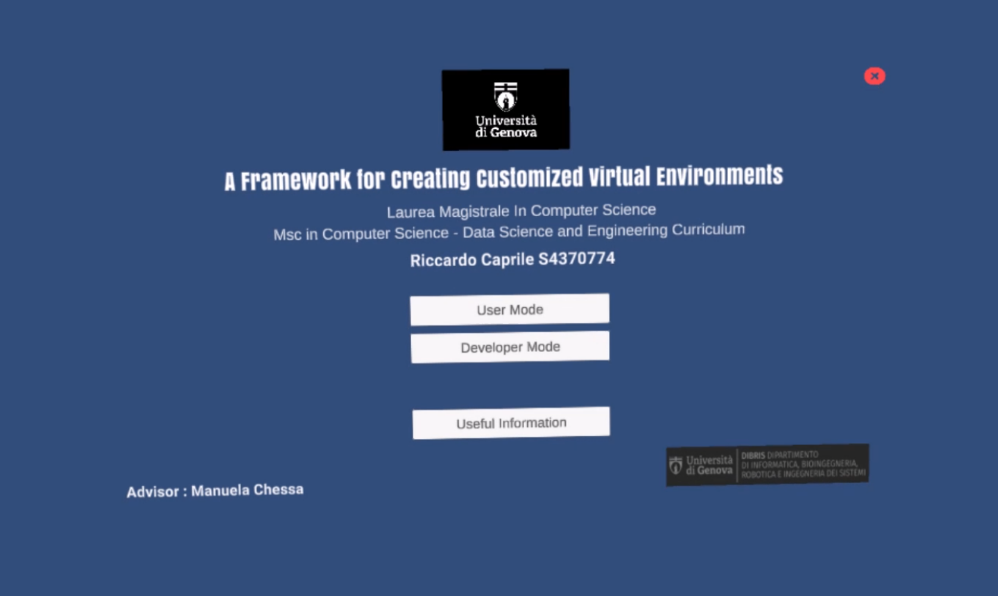 Università
di Genova
A Framework for Creating Customized Virtual Environments
Laurea Magistrale In Computer Science
Msc in Computer Science - Data Science and Engineering Curriculum
Riccardo Caprile S4370774
User Mode
Developer Mode
Useful Information
Università
di Genova
DIBRIS DIPARTIMENTO
DI INFORMATICA, BIOINGEGNERIA,
ROBOTICA E INGEGNERIA DEI SISTEMI
Advisor : Manuela Chessa